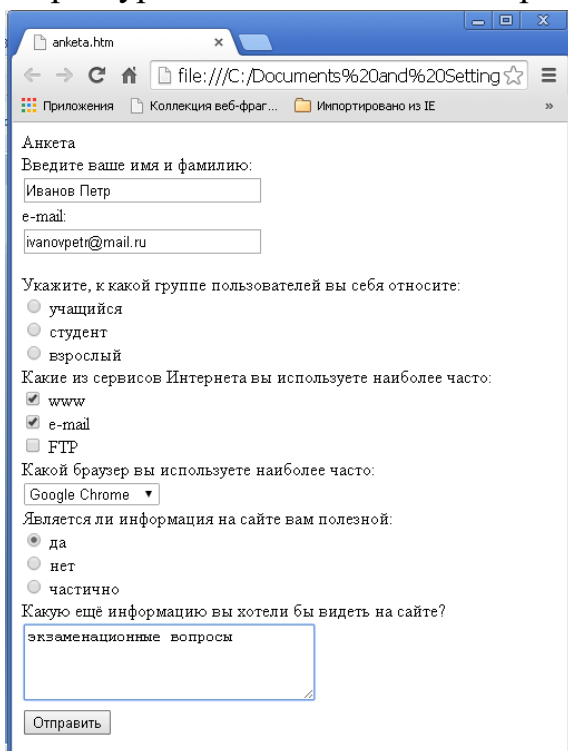 anketa.htm
file:///C:/Documents%20and%20Setting
Приложения Коллекция веб-фраг... Импортировано из IE »
Анкета
Введите ваше имя и фамилию:
Иванов Петр
e-mail:
ivanovpetr@mail.ru
Укажите, к какой группе пользователей вы себя относите:
учащийся
студент
взрослый
Какие из сервисов Интернета вы используете наиболее часто:
www
e-mail
FTP
Какой браузер вы используете наиболее часто:
Google Chrome
Является ли информация на сайте вам полезной:
да
нет
частично
Какую ещё информацию вы хотели бы видеть на сайте?
экзаменационные вопросы
Отправить